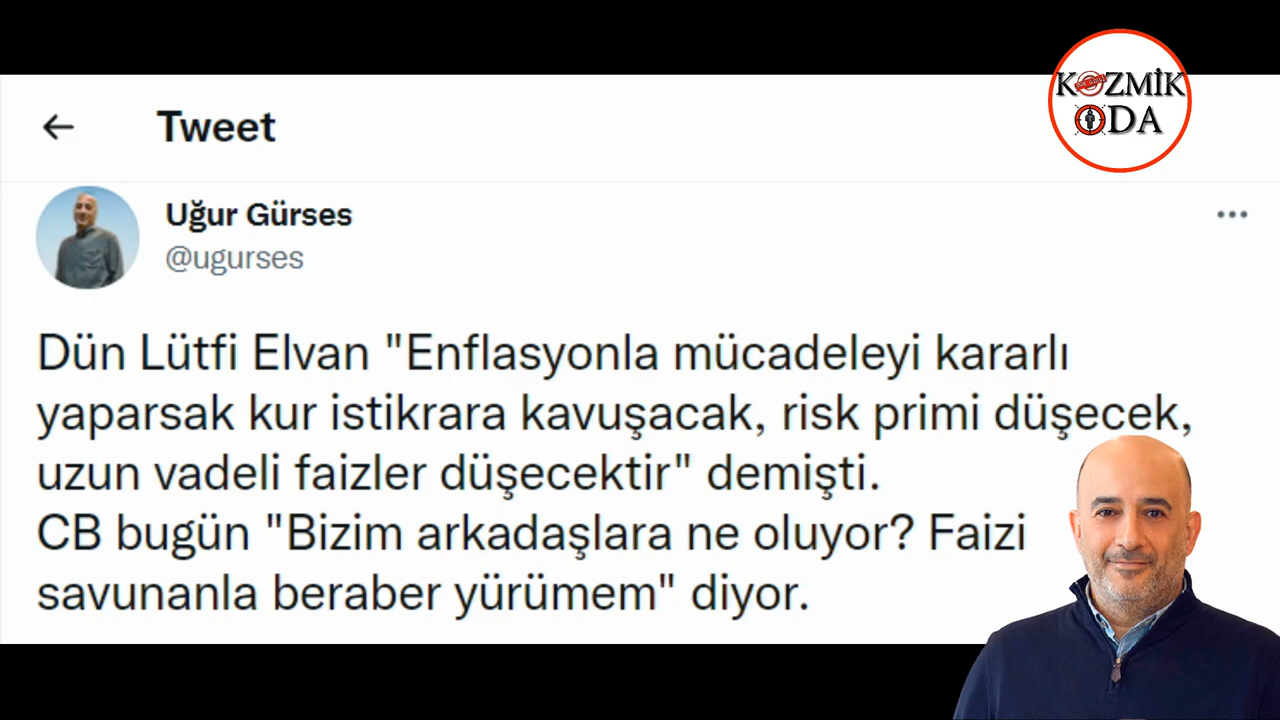 Tweet
KOZMİK
ODA
Uğur Gürses
@ugurses
Dün Lütfi Elvan "Enflasyonla mücadeleyi kararlı
yaparsak kur istikrara kavuşacak, risk primi düşecek,
uzun vadeli faizler düşecektir" demişti.
CB bugün "Bizim arkadaşlara ne oluyor? Faizi
savunanla beraber yürümem" diyor.